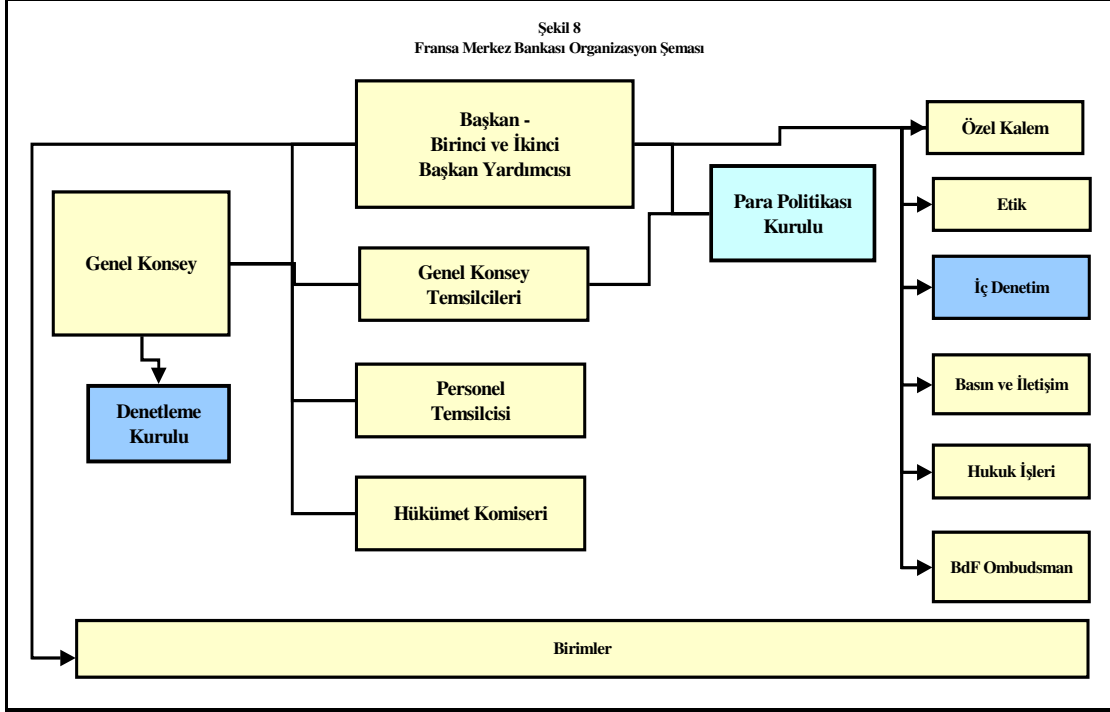 Şekil 8
Fransa Merkez Bankası Organizasyon Şeması
Başkan -
Birinci ve İkinci
Başkan Yardımcısı
Özel Kalem
Para Politikası
Kurulu
Etik
Genel Konsey
Genel Konsey
Temsilcileri
İç Denetim
Denetleme
Kurulu
Personel
Temsilcisi
Basın ve İletişim
Hukuk İşleri
Hükümet Komiseri
BdF Ombudsman
Birimler